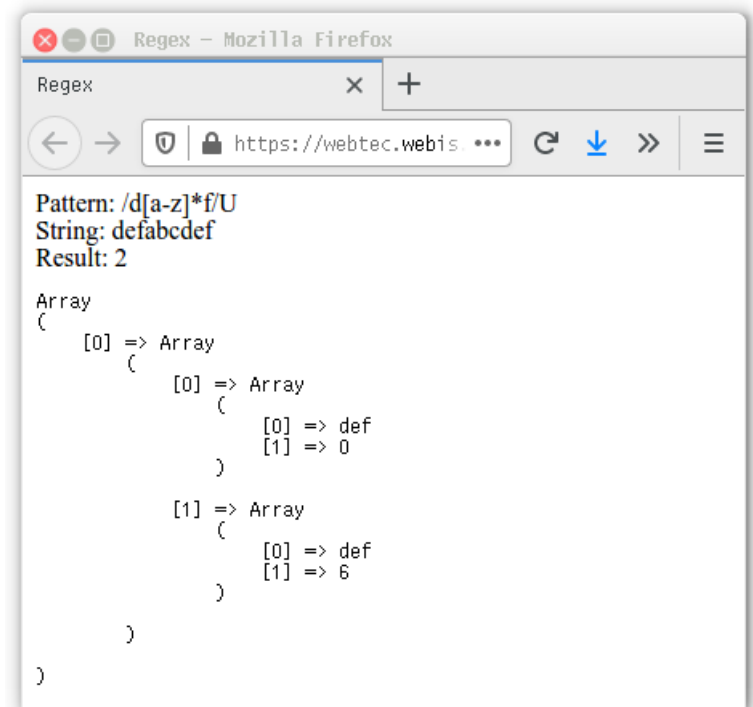 Regex – Mozilla Firefox
Regex
https://webtec.webis.
Pattern: /d[a-z]*f/U
String: defabcdef
Result: 2
Array
(
    [0] => Array
        (
            [0] => Array
                (
                    [0] => def
                    [1] => 0
                )

            [1] => Array
                (
                    [0] => def
                    [1] => 6
                )

        )

)